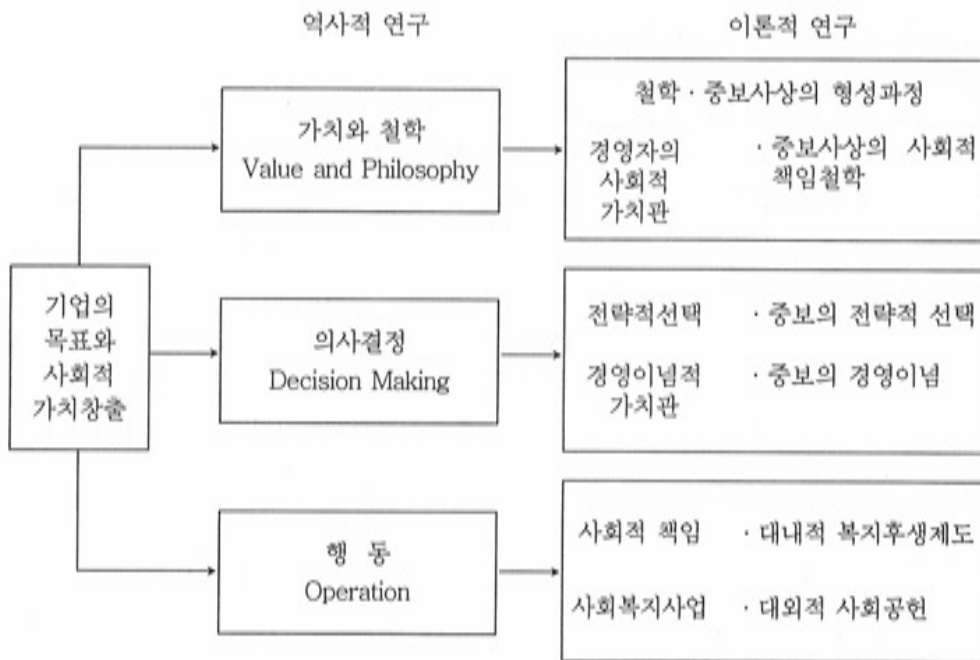 역사적 연구
이론적 연구
기업의
목표와
사회적
가치창출
가치와 철학
Value and Philosophy
철학 · 중보사상의 형성과정
경영자의 · 중보사상의 사회적
사회적 책임철학
가치관
의사결정
Decision Making
전략적선택 · 중보의 전략적 선택
경영이념적 · 중보의 경영이념
가치관
행 동
Operation
사회적 책임 · 대내적 복지후생제도
사회복지사업 · 대외적 사회공헌